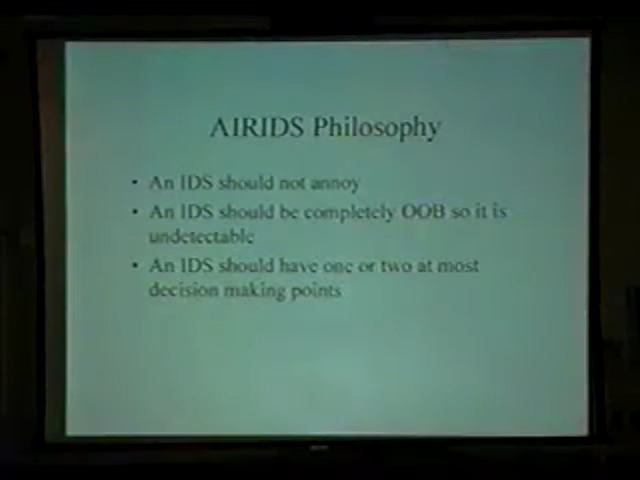 AIRIDS Philosophy
• An IDS should not annoy
• An IDS should be completely OOB so it is
undetectable
• An IDS should have one or two at most
decision making points